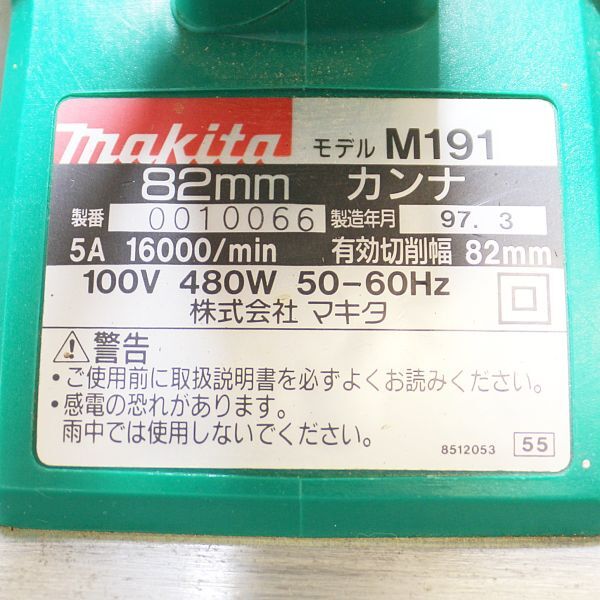 makita モデル M191
82mm カンナ
製番 0010066 製造年月 97. 3
5A 16000/min 有効切削幅 82mm
100V 480W 50-60Hz
株式会社 マキタ
警告
・ご使用前に取扱説明書を必ずよくお読みください。
・感電の恐れがあります。
雨中では使用しないでください。
8512053 55